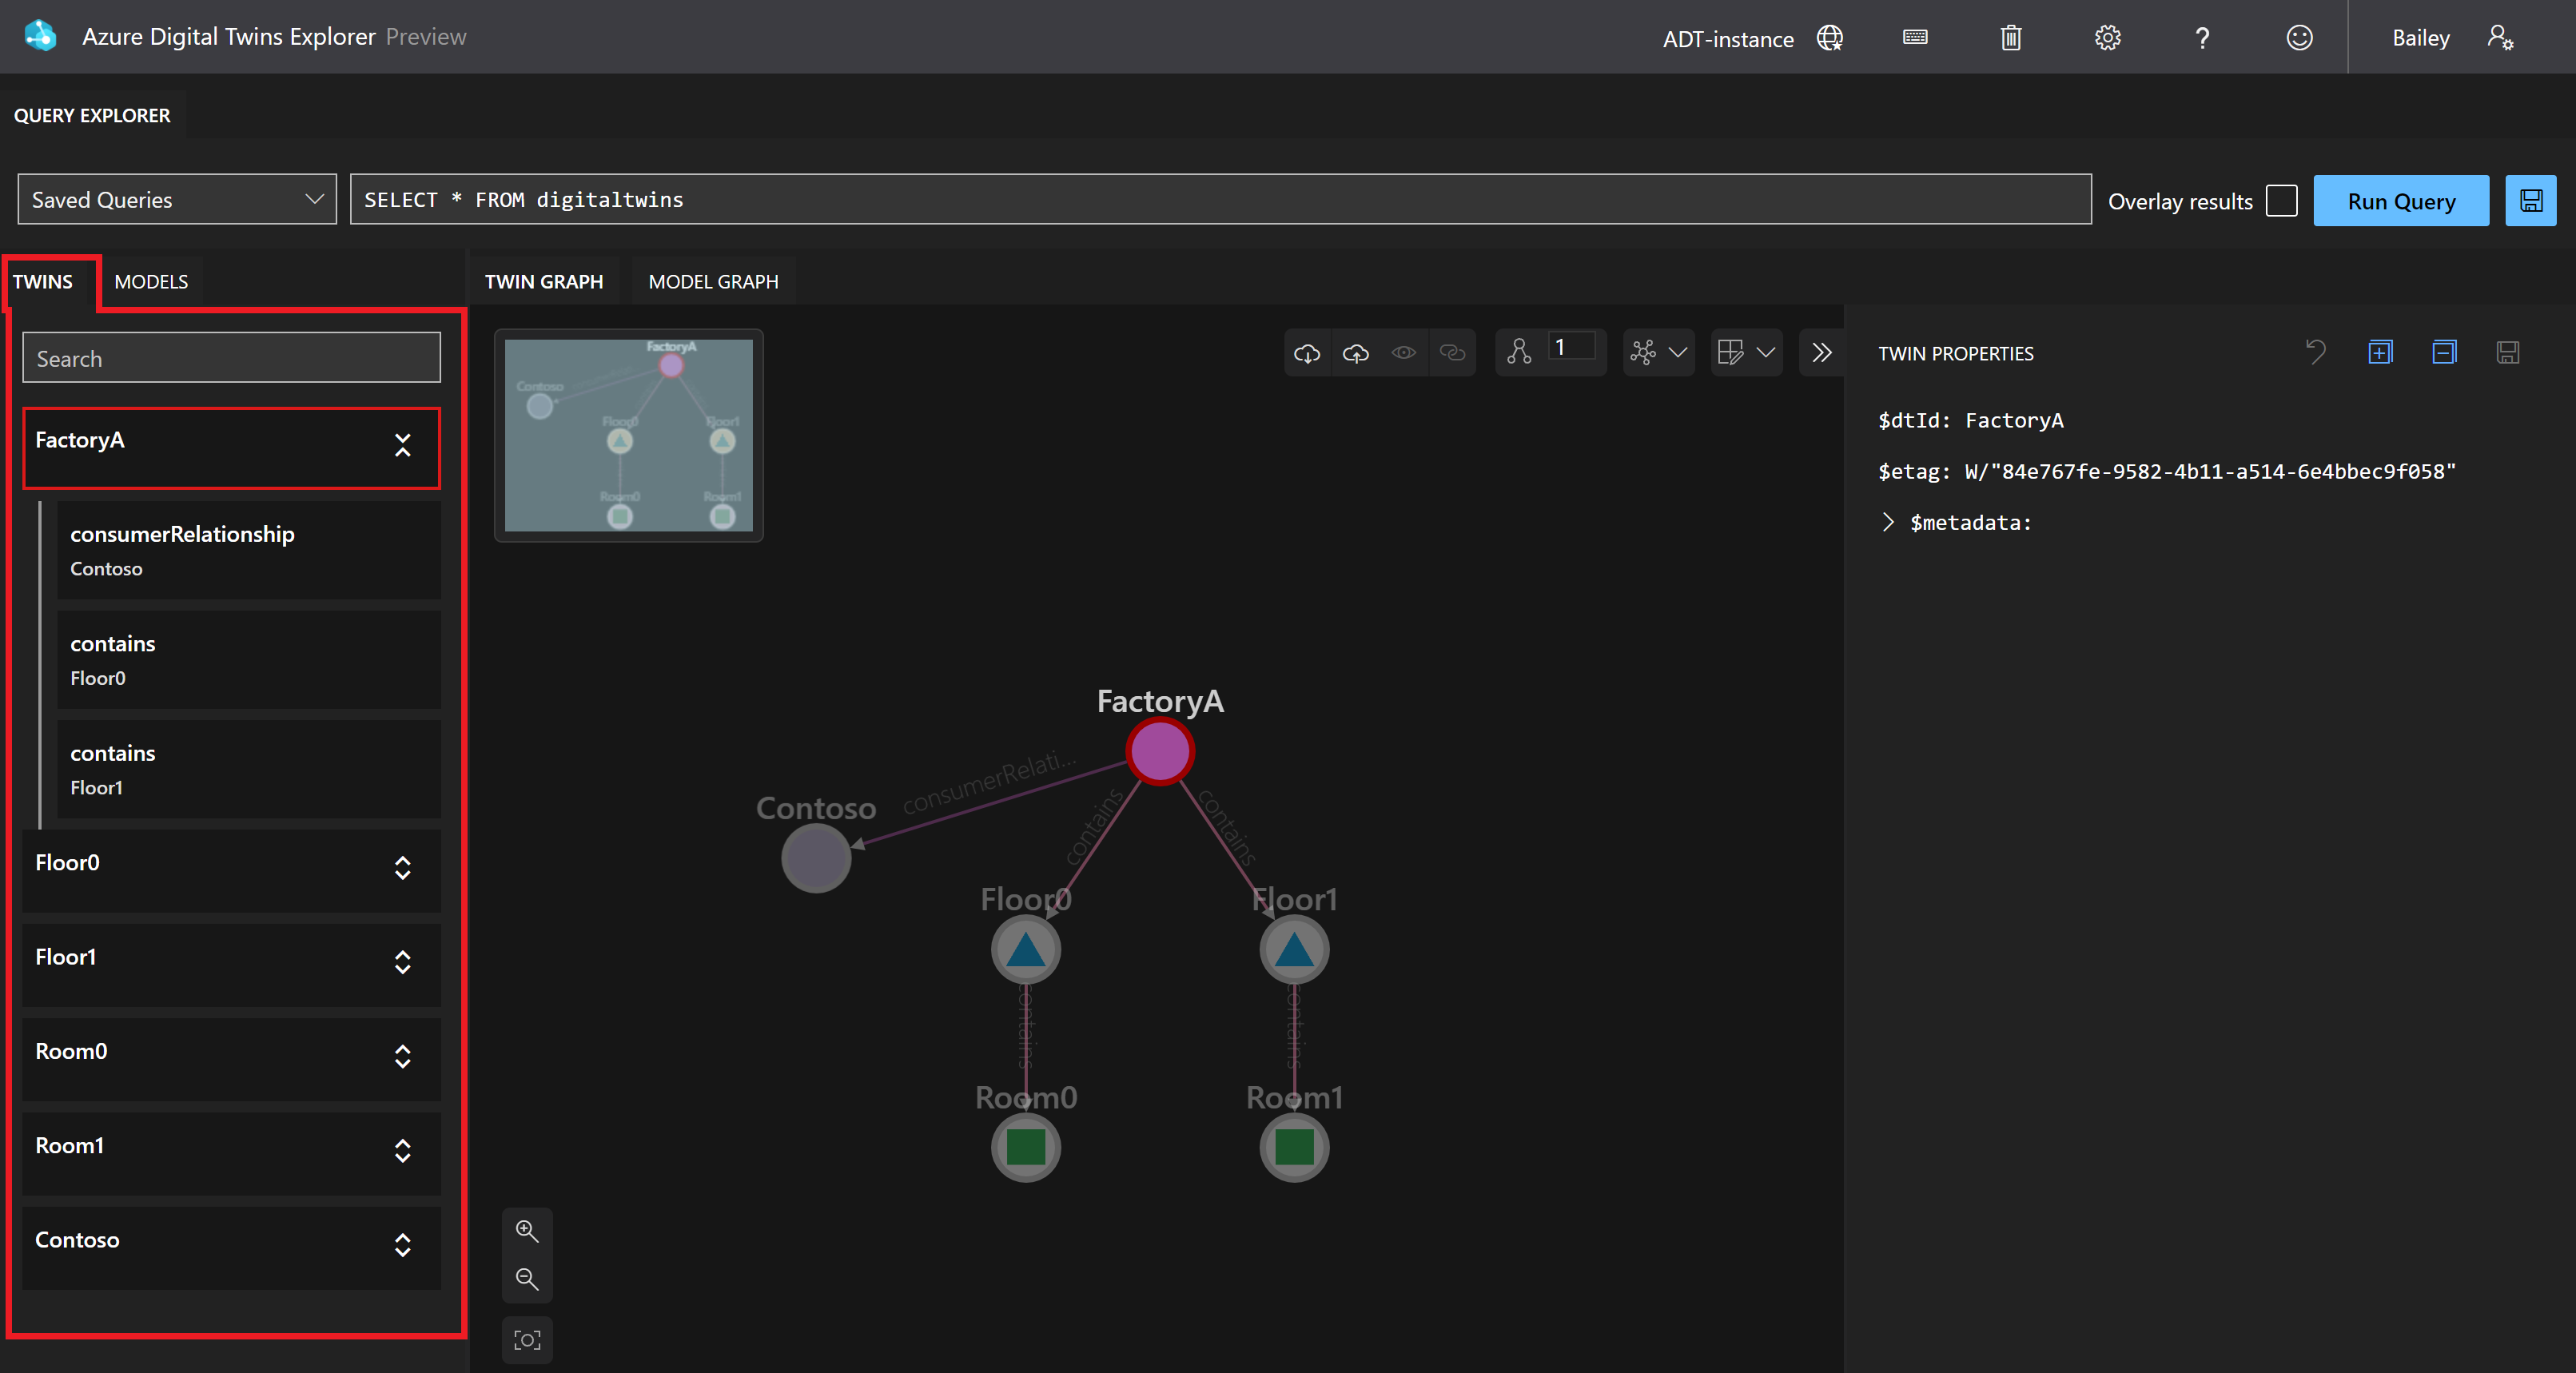 Azure Digital Twins Explorer Preview
ADT-instance
?
Bailey
QUERY EXPLORER
Saved Queries
SELECT * FROM digitaltwins
Overlay results
Run Query
TWINS
MODELS
TWIN GRAPH
MODEL GRAPH
Search
FactoryA
consumerRelationship
Contoso
contains
Floor0
contains
Floor1
Floor0
Floor1
Room0
Room1
Contoso
FactoryA
Contoso
Floor0
Floor1
Room0
Room1
1
FactoryA
consumerRelati...
Contoso
contains
contains
Floor0
Floor1
contains
contains
Room0
Room1
TWIN PROPERTIES
$dtId: FactoryA
$etag: W/"84e767fe-9582-4b11-a514-6e4bbec9f058"
$metadata: